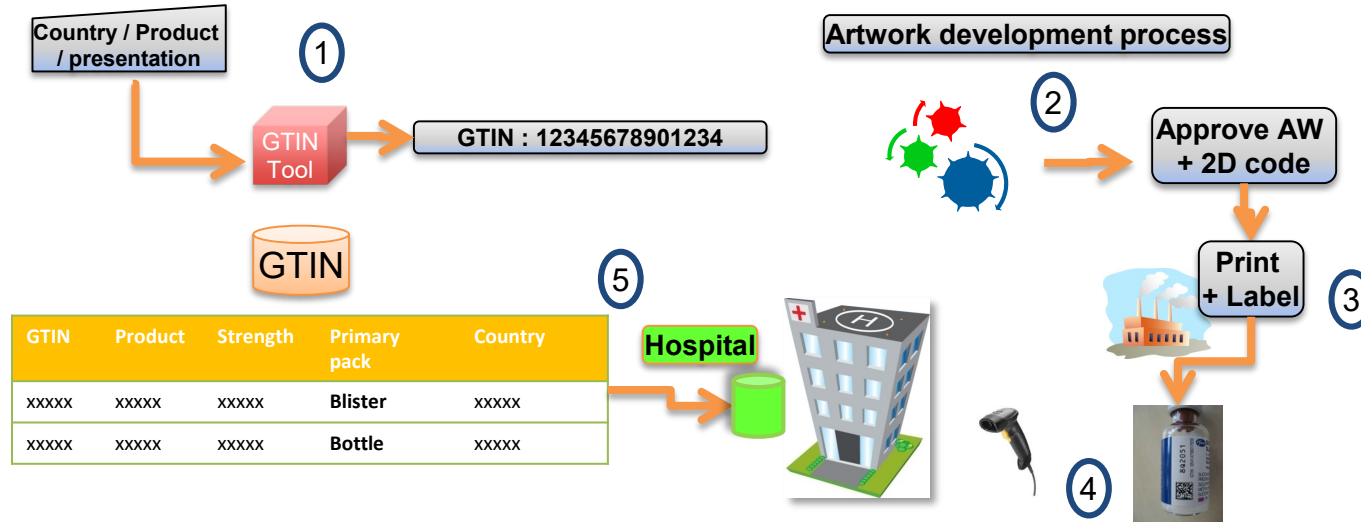 Country / Product
/ presentation
1
GTIN
Tool
GTIN : 12345678901234
Artwork development process
2
Approve AW
+ 2D code
Print
+ Label
3
GTIN
5
GTIN Product Strength Primary pack Country
xxxxx xxxxx xxxxx Blister xxxxx
xxxxx xxxxx xxxxx Bottle xxxxx
Hospital
H
4